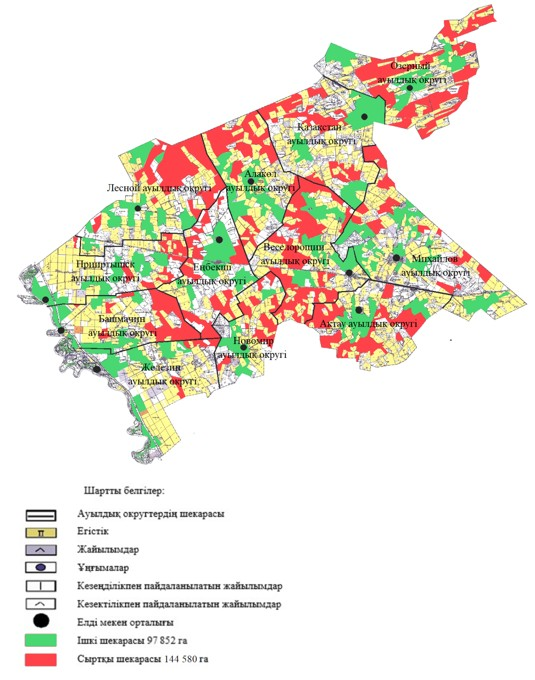 Озерный
ауылдық округі
Қазақстан
ауылдық округі
Алакөл
ауылдық округі
Лесной ауылдық округі
Веселорощин
ауылдық округі
Михайлов
ауылдық округі
Прииртышск
ауылдық округі
Еңбекші
ауылдық округі
Башмачин
ауылдық округі
Ақтау ауылдық округі
Новомир
ауылдық округі
Железин
ауылдық округі
Шартты белгілер:
Ауылдық округтердің шекарасы
Егістік
Жайылымдар
Ұңғымалар
Кезеңділікпен пайдаланылатын жайылымдар
Кезектілікпен пайдаланылатын жайылымдар
Елді мекен орталығы
Ішкі шекарасы 97 852 га
Сыртқы шекарасы 144 580 га